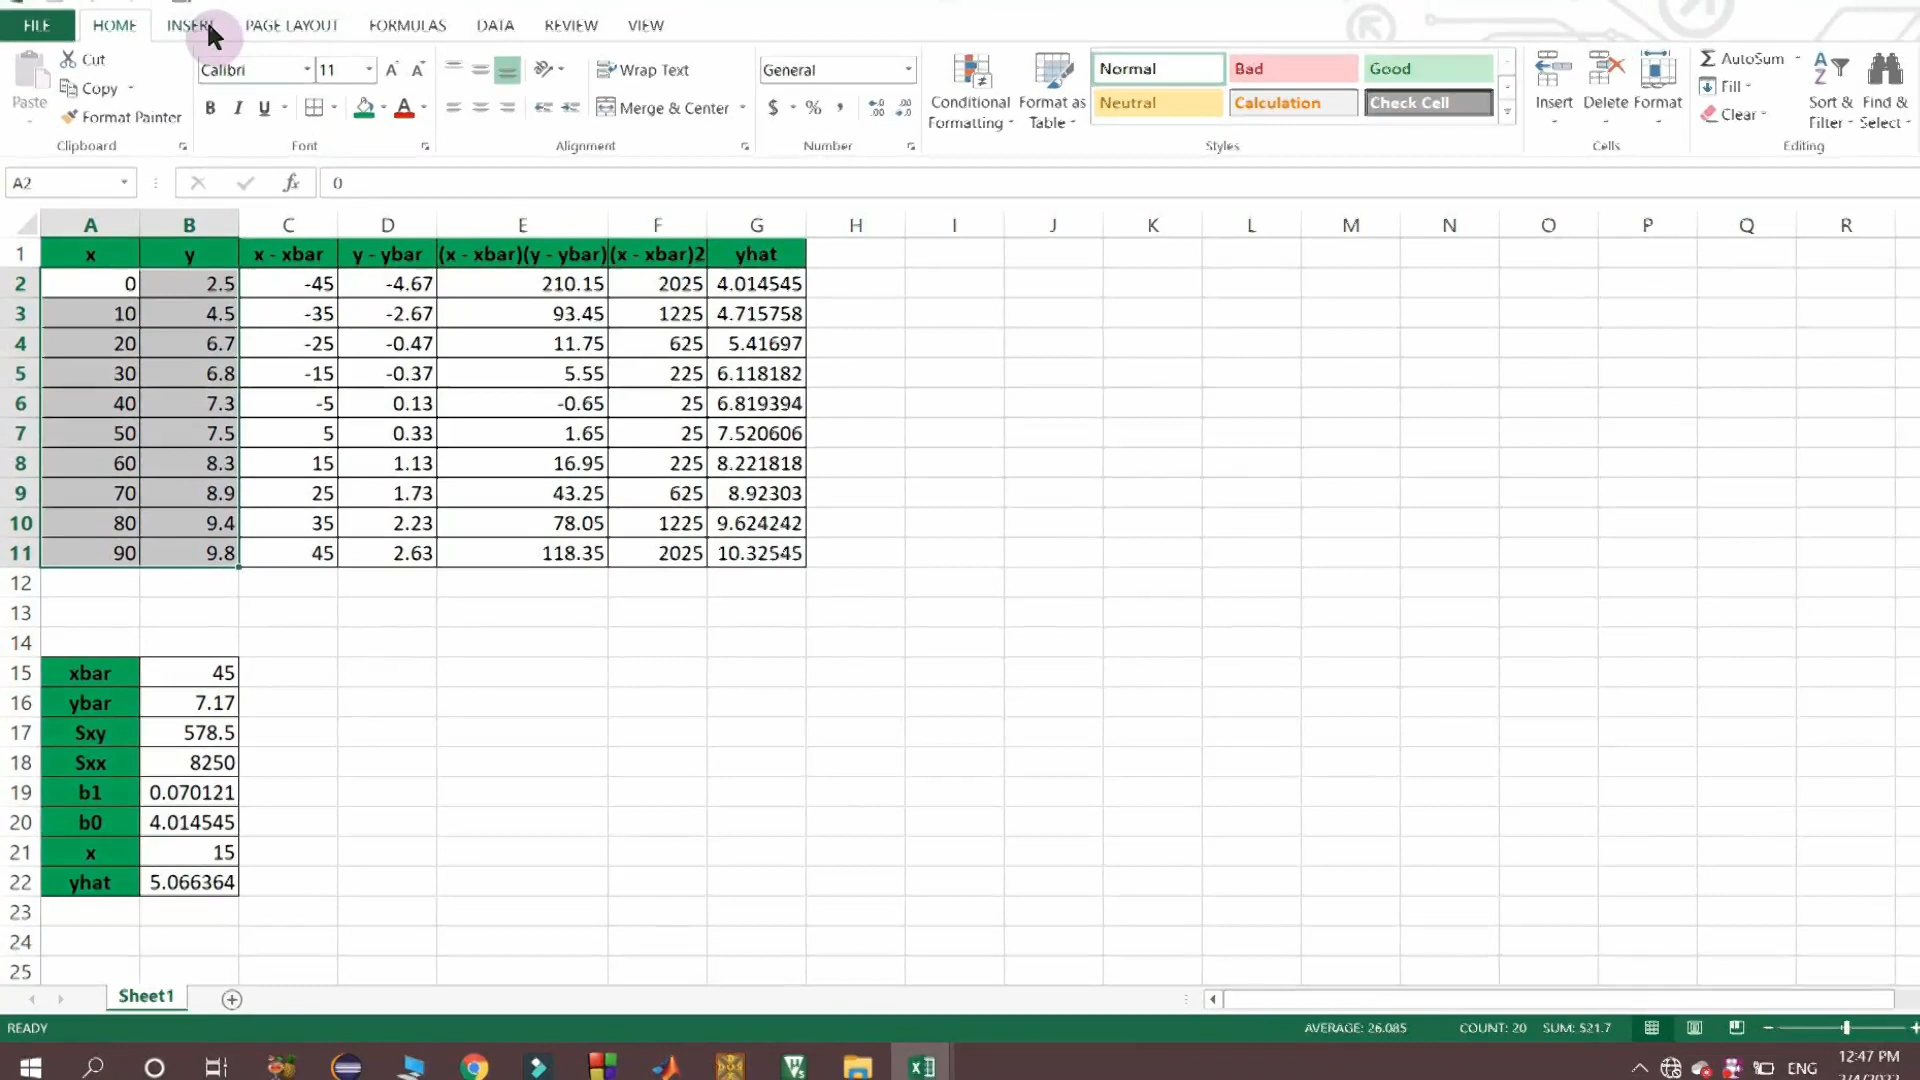 FILE HOME INSERT PAGE LAYOUT FORMULAS DATA REVIEW VIEW
Cut
Copy
Format Painter
Paste
Calibri 11
B I U A
Wrap Text
Merge & Center
General
$ % ,
Conditional Formatting
Format as Table
Normal Bad Good
Neutral Calculation Check Cell
Insert Delete Format
AutoSum
Fill
Clear
Sort & Filter
Find & Select
Clipboard Font Alignment Number Styles Cells Editing
A2 fx 0
A B C D E F G H I J K L M N O P Q R
1 x y x - xbar y - ybar (x - xbar)(y - ybar) (x - xbar)2 yhat
2 0 2.5 -45 -4.67 210.15 2025 4.014545
3 10 4.5 -35 -2.67 93.45 1225 4.715758
4 20 6.7 -25 -0.47 11.75 625 5.41697
5 30 6.8 -15 -0.37 5.55 225 6.118182
6 40 7.3 -5 0.13 -0.65 25 6.819394
7 50 7.5 5 0.33 1.65 25 7.520606
8 60 8.3 15 1.13 16.95 225 8.221818
9 70 8.9 25 1.73 43.25 625 8.92303
10 80 9.4 35 2.23 78.05 1225 9.624242
11 90 9.8 45 2.63 118.35 2025 10.32545
12
13
14
15 xbar 45
16 ybar 7.17
17 Sxy 578.5
18 Sxx 8250
19 b1 0.070121
20 b0 4.014545
21 x 15
22 yhat 5.066364
23
24
25
Sheet1
READY AVERAGE: 26.085 COUNT: 20 SUM: 521.7
ENG 12:47 PM